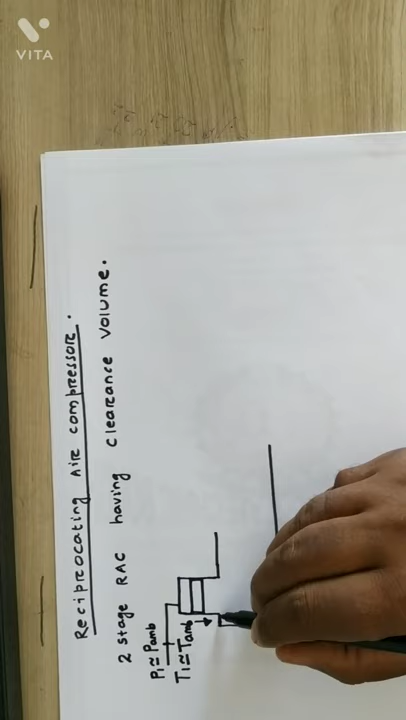 VITA
Reciprocating Air compressor.
2 stage RAC having clearance volume.
P1≃Pamb
T1≃Tamb